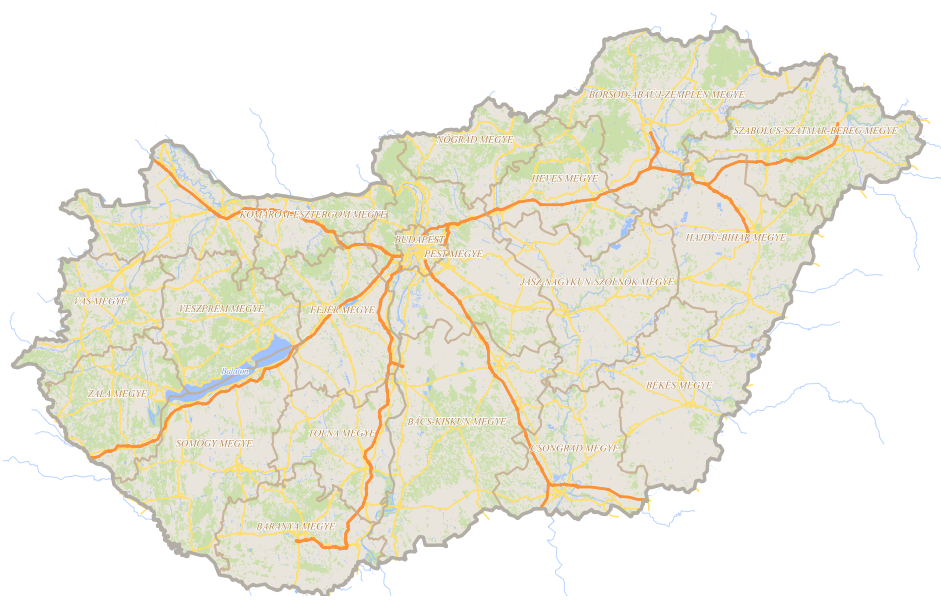 BORSOD-ABAÚJ-ZEMPLÉN MEGYE
SZABOLCS-SZATMÁR-BEREG MEGYE
NÓGRÁD MEGYE
HEVES MEGYE
KOMÁROM-ESZTERGOM MEGYE
BUDAPEST
HAJDÚ-BIHAR MEGYE
PEST MEGYE
JÁSZ-NAGYKUN-SZOLNOK MEGYE
VAS MEGYE
VESZPRÉM MEGYE
FEJÉR MEGYE
Balaton
BÉKÉS MEGYE
ZALA MEGYE
BÁCS-KISKUN MEGYE
TOLNA MEGYE
SOMOGY MEGYE
CSONGRÁD MEGYE
BARANYA MEGYE